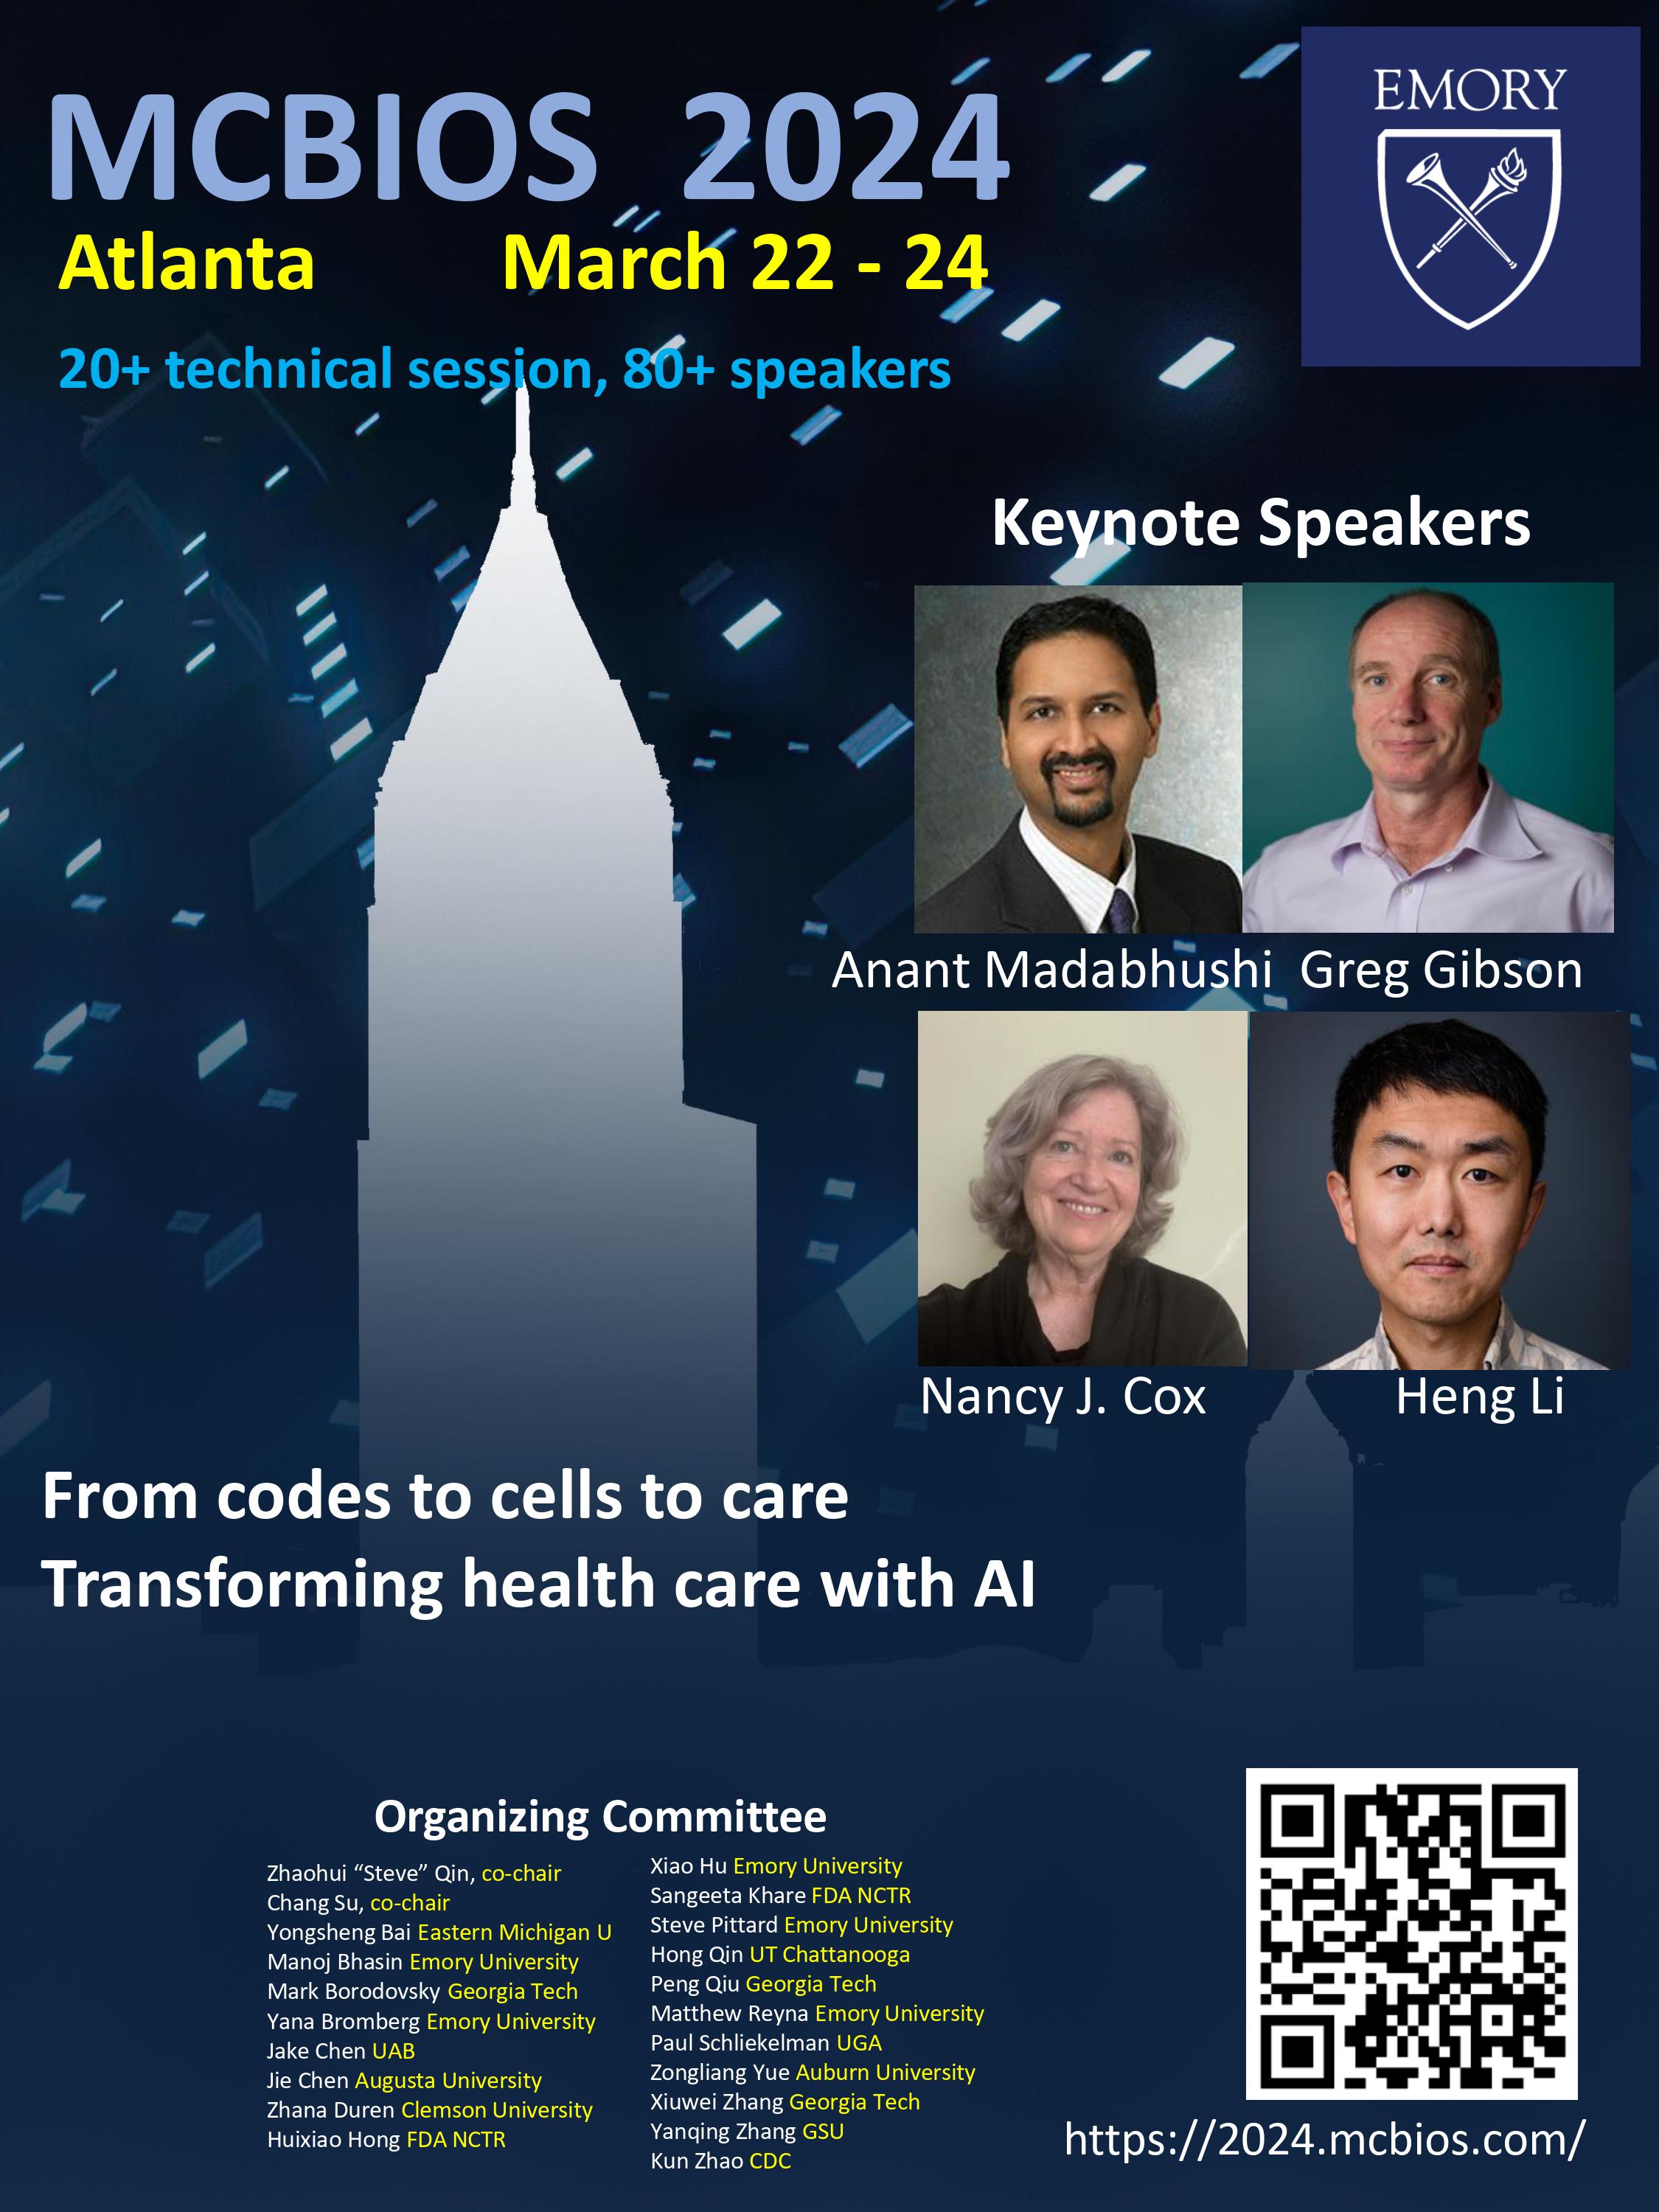 MCBIOS 2024
EMORY
Atlanta March 22 - 24
20+ technical session, 80+ speakers
Keynote Speakers
Anant Madabhushi Greg Gibson
Nancy J. Cox Heng Li
From codes to cells to care
Transforming health care with AI
Organizing Committee
Zhaohui “Steve” Qin, co-chair
Chang Su, co-chair
Yongsheng Bai Eastern Michigan U
Manoj Bhasin Emory University
Mark Borodovsky Georgia Tech
Yana Bromberg Emory University
Jake Chen UAB
Jie Chen Augusta University
Zhana Duren Clemson University
Huixiao Hong FDA NCTR
Xiao Hu Emory University
Sangeeta Khare FDA NCTR
Steve Pittard Emory University
Hong Qin UT Chattanooga
Peng Qiu Georgia Tech
Matthew Reyna Emory University
Paul Schliekelman UGA
Zongliang Yue Auburn University
Xiuwei Zhang Georgia Tech
Yanqing Zhang GSU
Kun Zhao CDC
https://2024.mcbios.com/